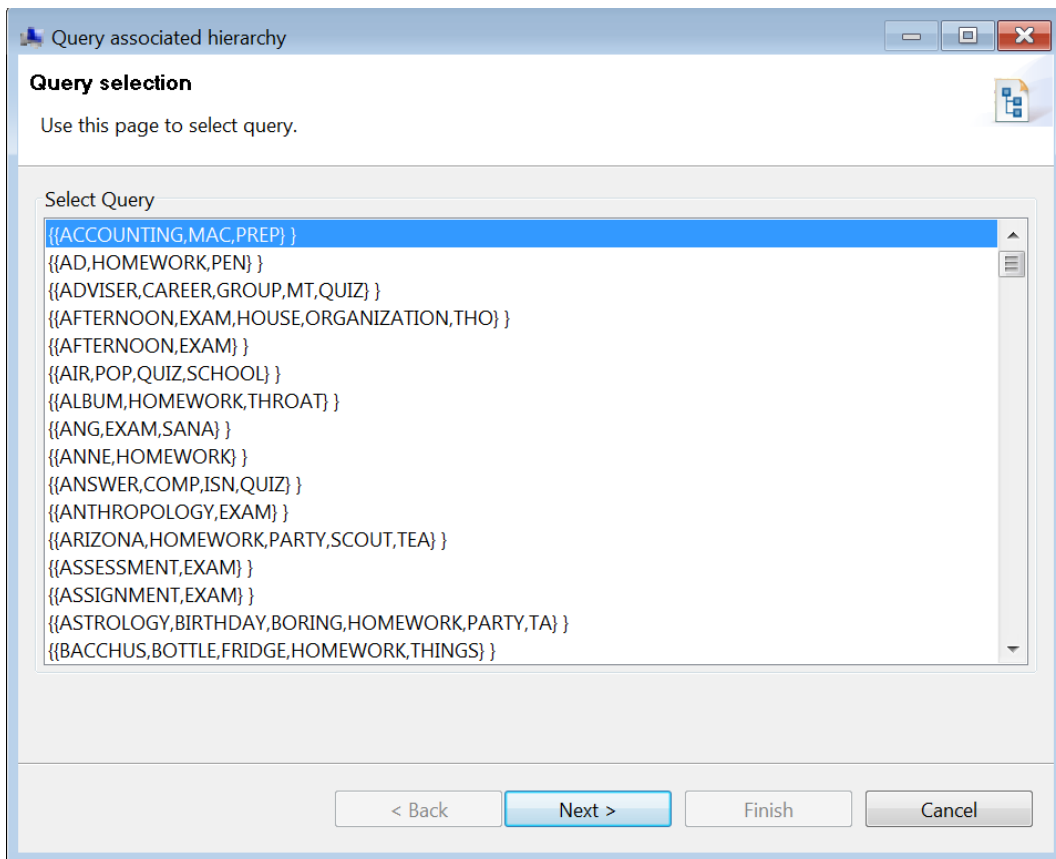 Query associated hierarchy
Query selection
Use this page to select query.
Select Query
{{ACCOUNTING,MAC,PREP} }
{{AD,HOMEWORK,PEN} }
{{ADVISER,CAREER,GROUP,MT,QUIZ} }
{{AFTERNOON,EXAM,HOUSE,ORGANIZATION,THO} }
{{AFTERNOON,EXAM} }
{{AIR,POP,QUIZ,SCHOOL} }
{{ALBUM,HOMEWORK,THROAT} }
{{ANG,EXAM,SANA} }
{{ANNE,HOMEWORK} }
{{ANSWER,COMP,ISN,QUIZ} }
{{ANTHROPOLOGY,EXAM} }
{{ARIZONA,HOMEWORK,PARTY,SCOUT,TEA} }
{{ASSESSMENT,EXAM} }
{{ASSIGNMENT,EXAM} }
{{ASTROLOGY,BIRTHDAY,BORING,HOMEWORK,PARTY,TA} }
{{BACCHUS,BOTTLE,FRIDGE,HOMEWORK,THINGS} }
< Back Next > Finish Cancel